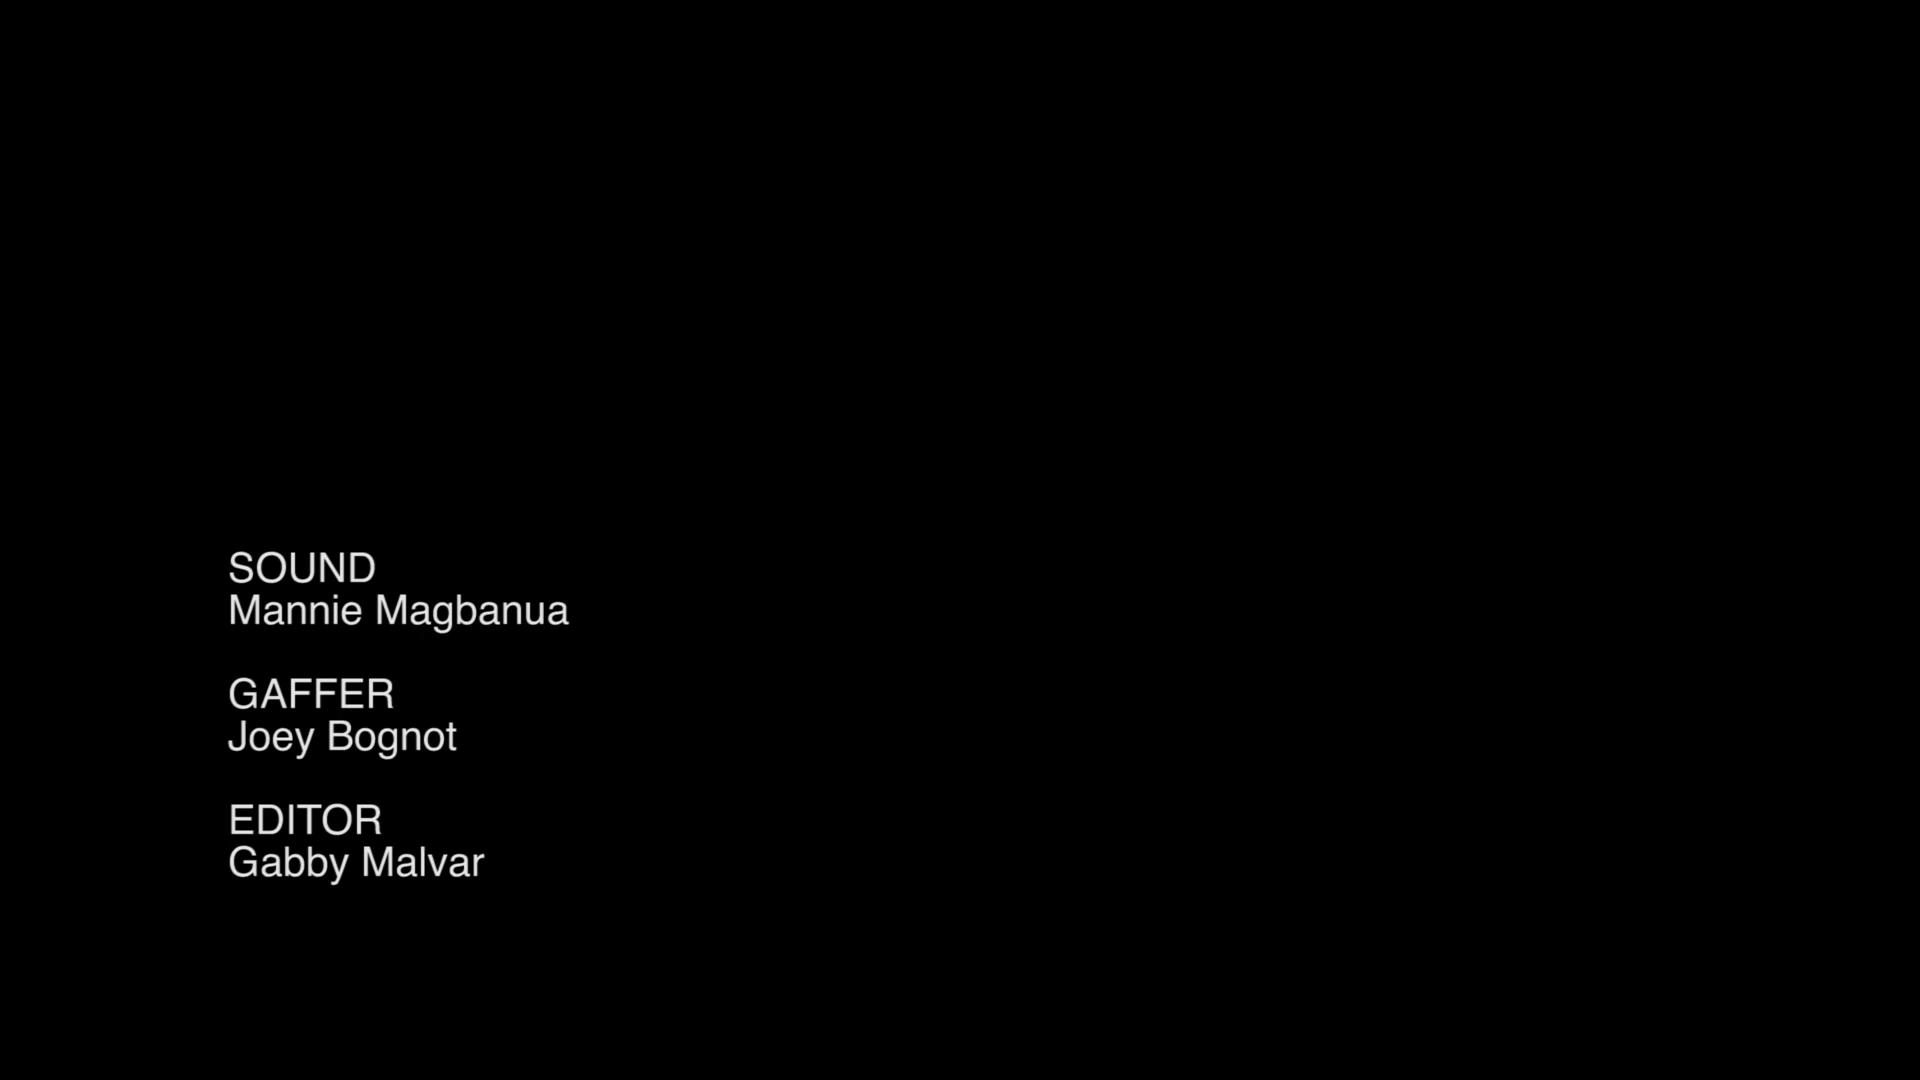 SOUND
Mannie Magbanua
GAFFER
Joey Bognot
EDITOR
Gabby Malvar